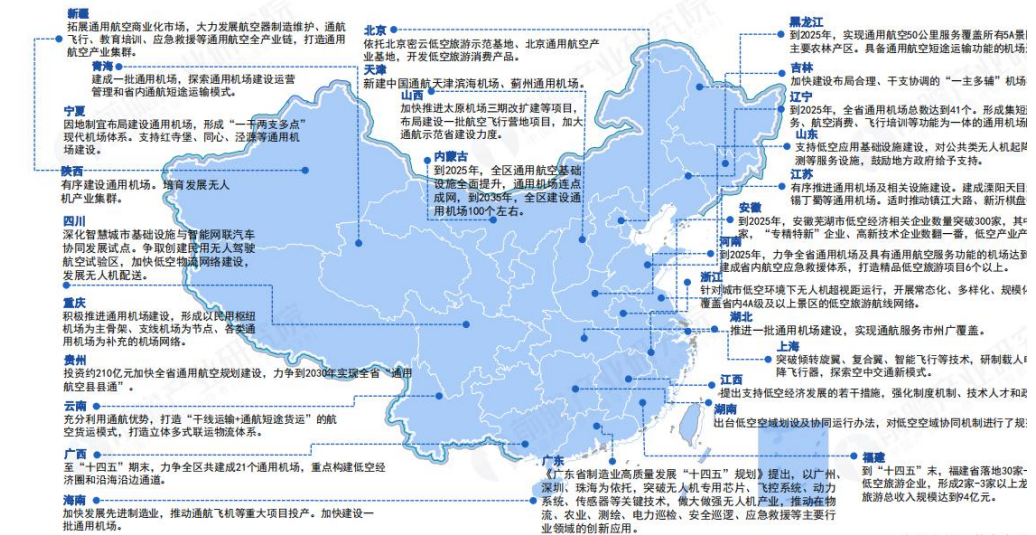 新疆
拓展通用航空商业化市场，大力发展航空器制造维护、通航
飞行、教育培训、应急救援等通用航空全产业链，打造通用
航空产业集群。
青海
建成一批通用机场，探索通用机场建设运营
管理和省内通航短途运输模式。
宁夏
因地制宜布局建设通用机场，形成“一干两支多点”
现代机场体系。支持红寺堡、同心、泾源等通用机
场建设。
陕西
有序建设通用机场。培育发展无人
机产业集群。
四川
深化智慧城市基础设施与智能网联汽车
协同发展试点。争取创建民用无人驾驶
航空试验区，加快低空物流网络建设，
发展无人机配送。
重庆
积极推进通用机场建设，形成以民用枢纽
机场为主骨架、支线机场为节点、各类通
用机场为补充的机场网络。
贵州
投资约210亿元加快全省通用航空规划建设，力争到2030年实现全省“通用
航空县县通”。
云南
充分利用通航优势，打造“干线运输+通航短途货运”的航
空货运模式，打造立体多式联运物流体系。
广西
至“十四五”期末，力争全区共建成21个通用机场，重点构建低空经
济圈和沿海沿边通道。
海南
加快发展先进制造业，推动通航飞机等重大项目投产。加快建设一
批通用机场。
北京
依托北京密云低空旅游示范基地、北京通用航空产
业基地，开发低空旅游消费产品。
天津
新建中国通航天津滨海机场、蓟州通用机场。
山西
加快推进太原机场三期改扩建等项目，
布局建设一批航空飞行营地项目，加大
通航示范省建设力度。
内蒙古
到2025年，全区通用航空基础
设施全面提升，通用机场连点
成网，到2035年，全区建设通
用机场100个左右。
黑龙江
到2025年，实现通用航空50公里服务覆盖所有5A景
主要农林产区。具备通用航空短途运输功能的机场
吉林
加快建设布局合理、干支协调的“一主多辅”机场
辽宁
到2025年，全省通用机场总数达到41个。形成集短
务、航空消费、飞行培训等功能为一体的通用机场
山东
支持低空应用基础设施建设，对公共类无人机起降
测等服务设施，鼓励地方政府给予支持。
江苏
有序推进通用机场及相关设施建设。建成溧阳天目
锡丁蜀等通用机场。适时推动镇江大路、新沂棋盘
安徽
到2025年，安徽芜湖市低空经济相关企业数量突破300家，其
家，“专精特新”企业、高新技术企业数翻一番，低空产业产
河南
到2025年，力争全省通用机场及具有通用航空服务功能的机场达到
建成省内航空应急救援体系，打造精品低空旅游项目6个以上。
浙江
针对城市低空环境下无人机超视距运行，开展常态化、多样化、规模
覆盖省内4A级及以上景区的低空旅游航线网络。
湖北
推进一批通用机场建设，实现通航服务市州广覆盖。
上海
突破倾转旋翼、复合翼、智能飞行等技术，研制载人
降飞行器，探索空中交通新模式。
江西
提出支持低空经济发展的若干措施，强化制度机制、技术人才和
湖南
出台低空空域划设及协同运行办法，对低空空域协同机制进行了规
福建
到“十四五”末，福建省落地30家
低空旅游企业，形成2家-3家以上龙
旅游总收入规模达到94亿元。
广东
《广东省制造业高质量发展“十四五”规划》提出，以广州、
深圳、珠海为依托，突破无人机专用芯片、飞控系统、动力
系统、传感器等关键技术，做大做强无人机产业，推动在物
流、农业、测绘、电力巡检、安全巡逻、应急救援等主要行
业领域的创新应用。